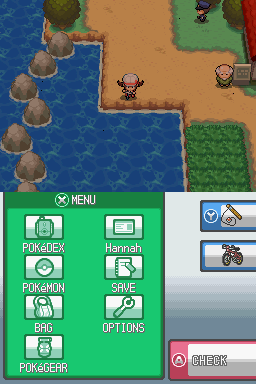 MENU
POKéDEX Hannah
POKéMON SAVE
BAG OPTIONS
POKéGEAR
Y
A CHECK